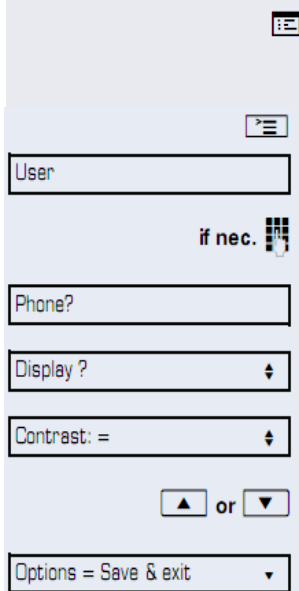 User
if nec.
Phone?
Display ?
Contrast: =
or
Options = Save & exit